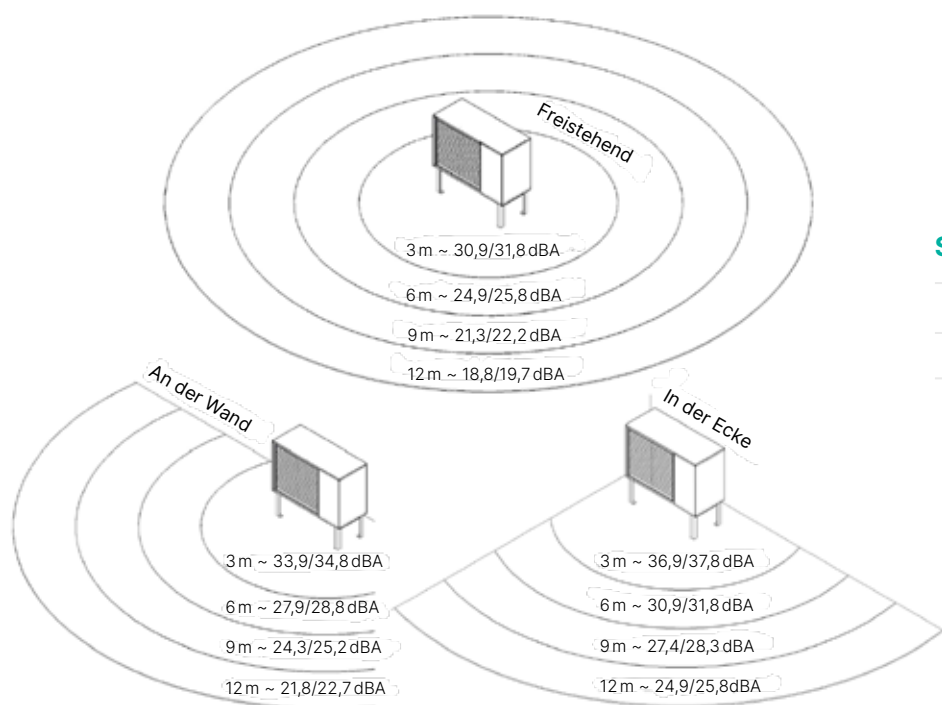 Freistehend
3 m ~ 30,9/31,8 dBA
6 m ~ 24,9/25,8 dBA
9 m ~ 21,3/22,2 dBA
12 m ~ 18,8/19,7 dBA
An der Wand
3 m ~ 33,9/34,8 dBA
6 m ~ 27,9/28,8 dBA
9 m ~ 24,3/25,2 dBA
12 m ~ 21,8/22,7 dBA
In der Ecke
3 m ~ 36,9/37,8 dBA
6 m ~ 30,9/31,8 dBA
9 m ~ 27,4/28,3 dBA
12 m ~ 24,9/25,8dBA